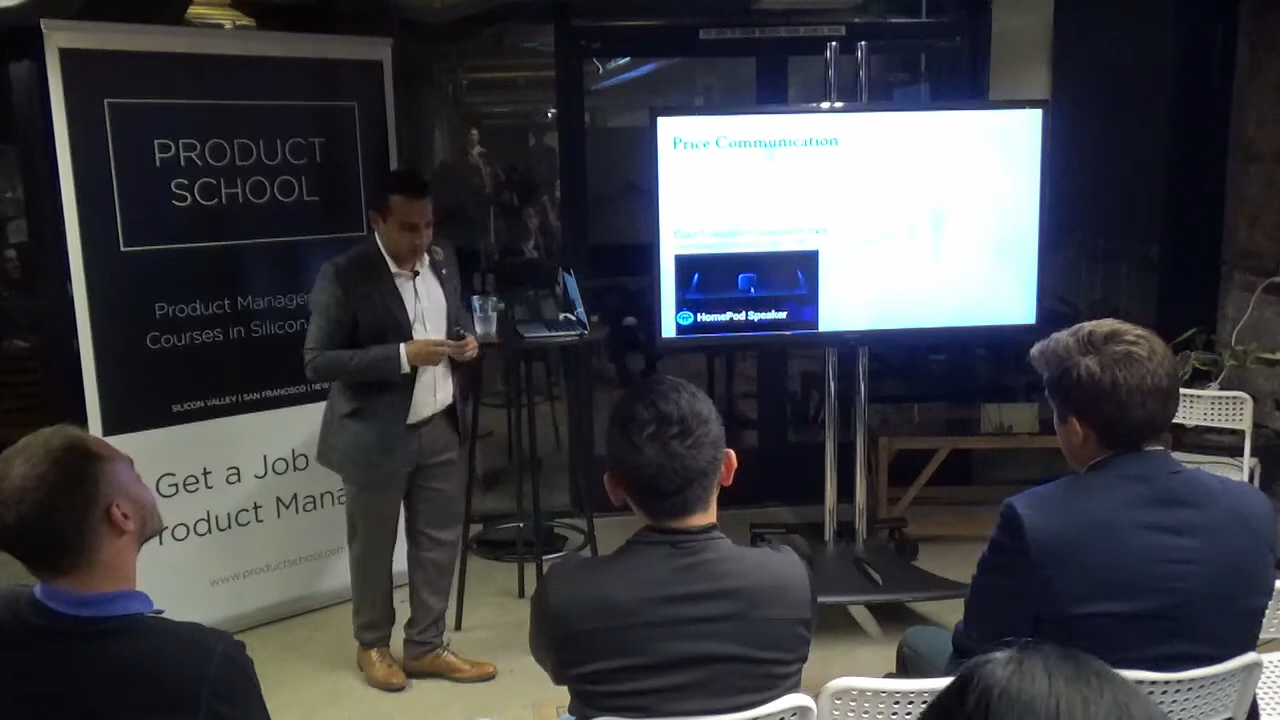 PRODUCT
SCHOOL
Product Manage
Courses in Silicon
SILICON VALLEY | SAN FRANCISCO | NEW
Get a Job
roduct Mana
www.productschool.com
Price Communication
HomePod Speaker